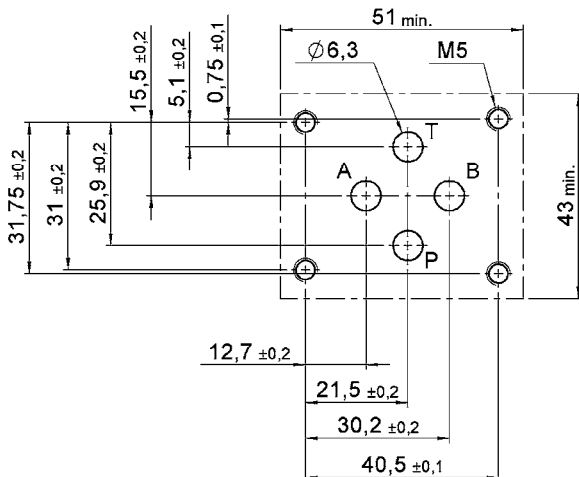 51 min.
Ø6,3
M5
15,5 ±0,2
5,1 ±0,2
0,75 ±0,1
T
A
B
P
31,75 ±0,2
31 ±0,2
25,9 ±0,2
43 min.
12,7 ±0,2
21,5 ±0,2
30,2 ±0,2
40,5 ±0,1